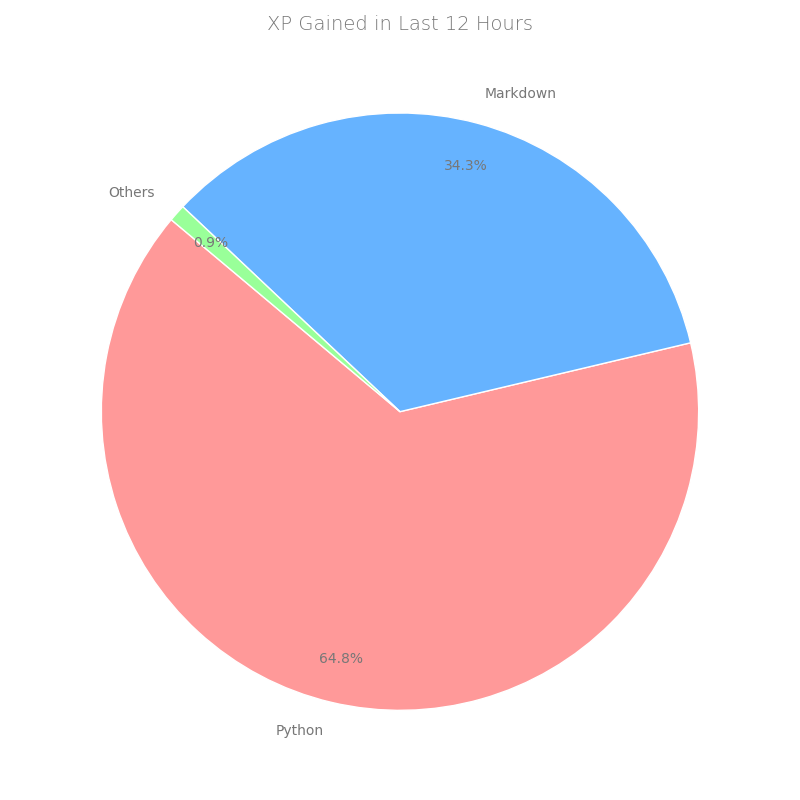 XP Gained in Last 12 Hours
Markdown
34.3%
Others
0.9%
64.8%
Python